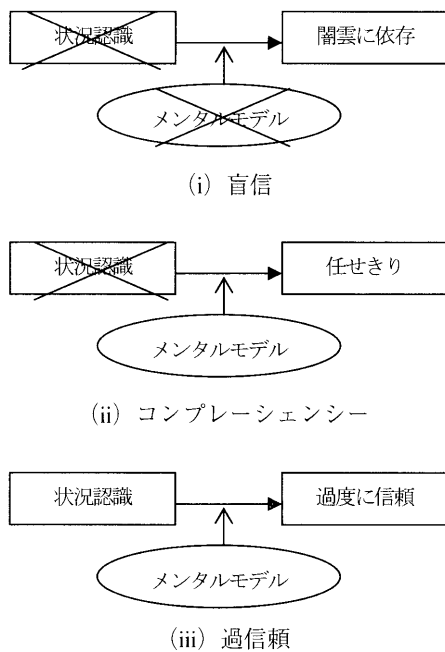 状況認識
闇雲に依存
メンタルモデル
(i) 盲信
状況認識
任せきり
メンタルモデル
(ii) コンプレーシェンシー
状況認識
過度に信頼
メンタルモデル
(iii) 過信頼